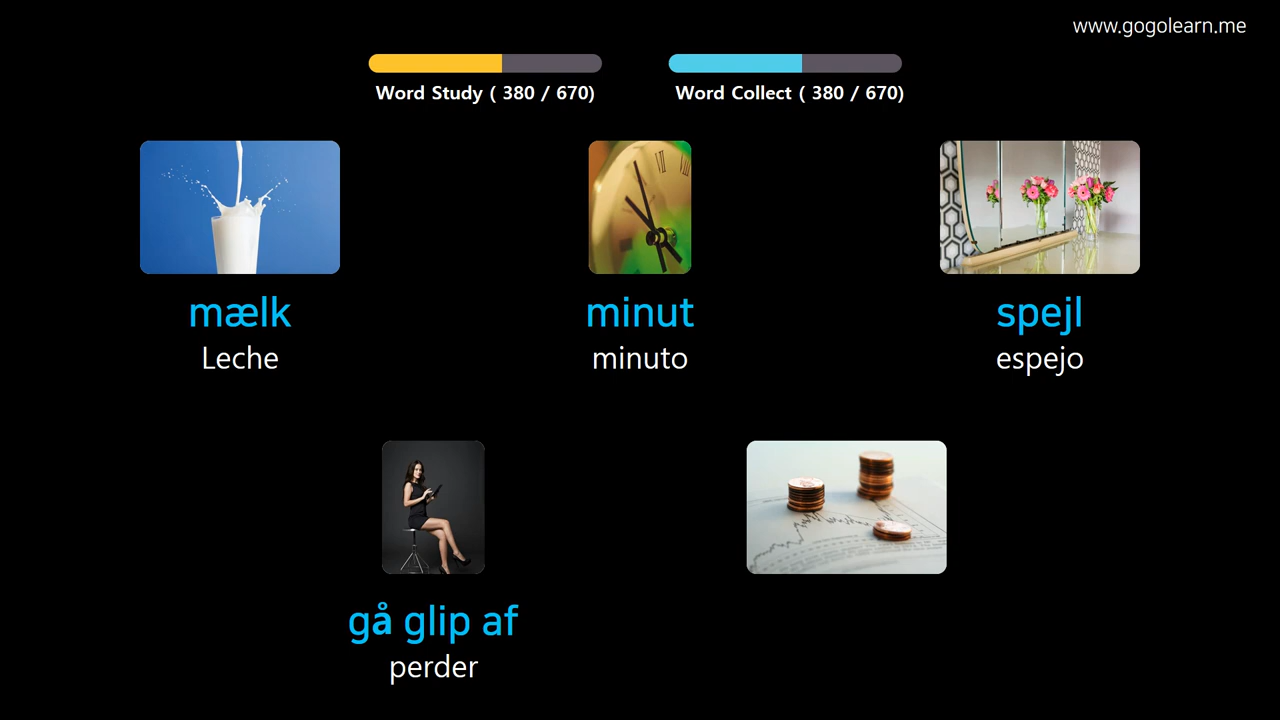 www.gogolearn.me
Word Study ( 380 / 670)
Word Collect ( 380 / 670)
mælk
Leche
minut
minuto
spejl
espejo
gå glip af
perder